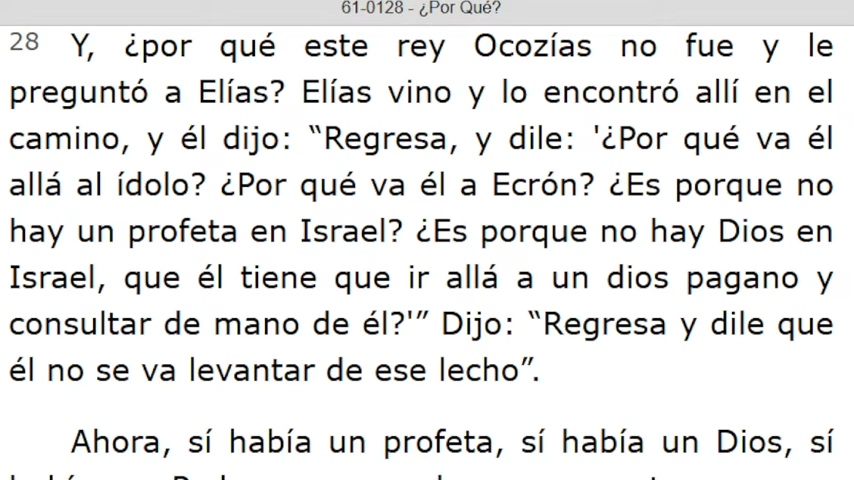 61-0128 - ¿Por Qué?
28 Y, ¿por qué este rey Ocozías no fue y le
preguntó a Elías? Elías vino y lo encontró allí en el
camino, y él dijo: “Regresa, y dile: '¿Por qué va él
allá al ídolo? ¿Por qué va él a Ecrón? ¿Es porque no
hay un profeta en Israel? ¿Es porque no hay Dios en
Israel, que él tiene que ir allá a un dios pagano y
consultar de mano de él?'” Dijo: “Regresa y dile que
él no se va levantar de ese lecho”.
Ahora, sí había un profeta, sí había un Dios, sí